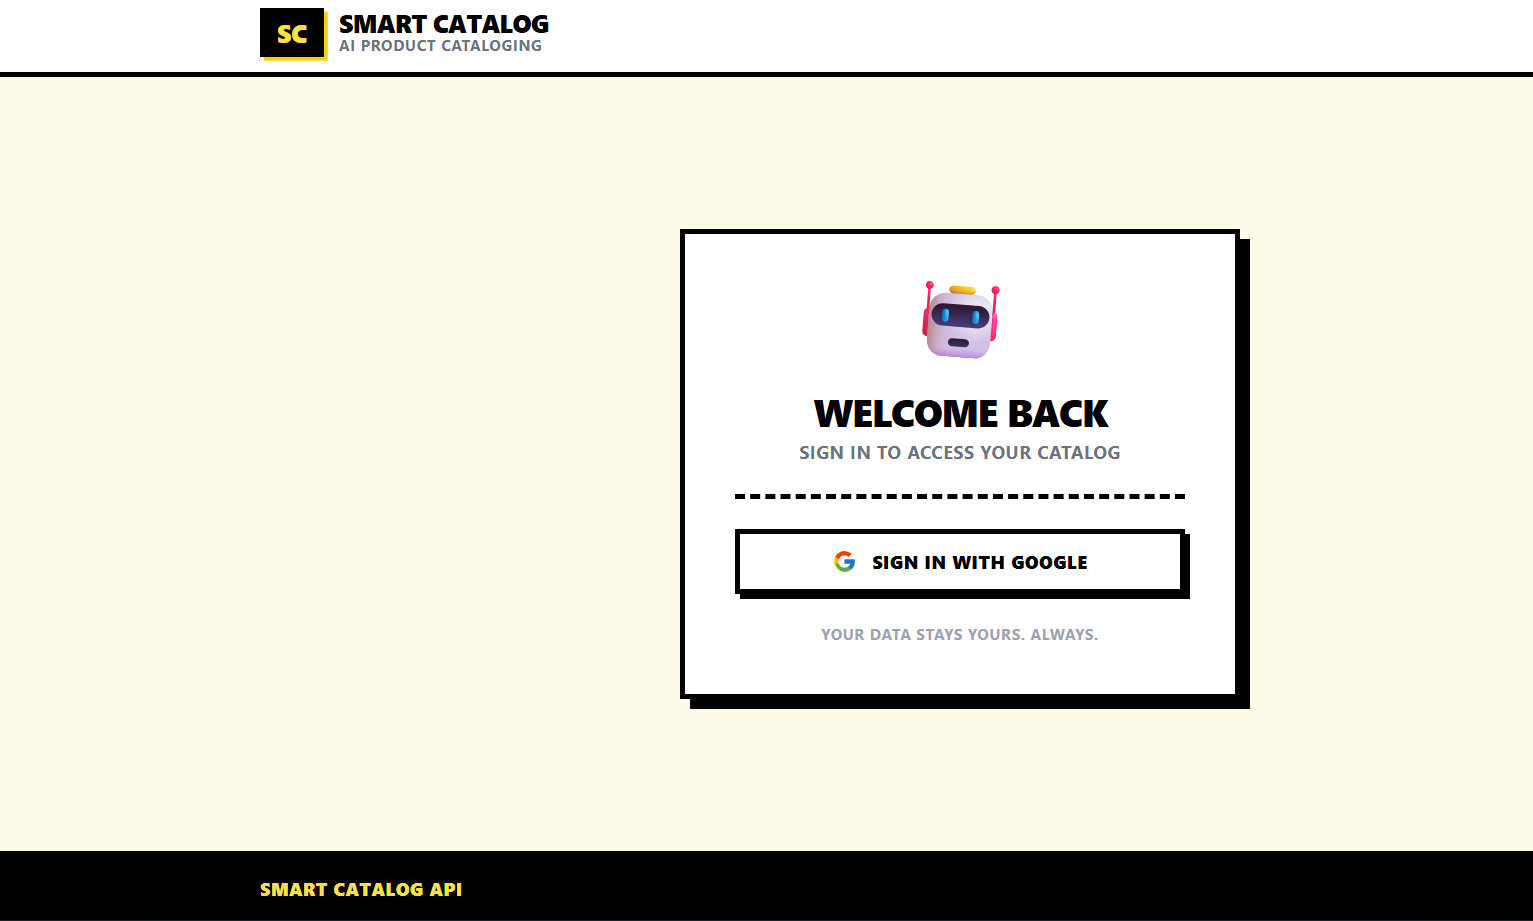 SC
SMART CATALOG
AI PRODUCT CATALOGING
WELCOME BACK
SIGN IN TO ACCESS YOUR CATALOG
SIGN IN WITH GOOGLE
YOUR DATA STAYS YOURS. ALWAYS.
SMART CATALOG API